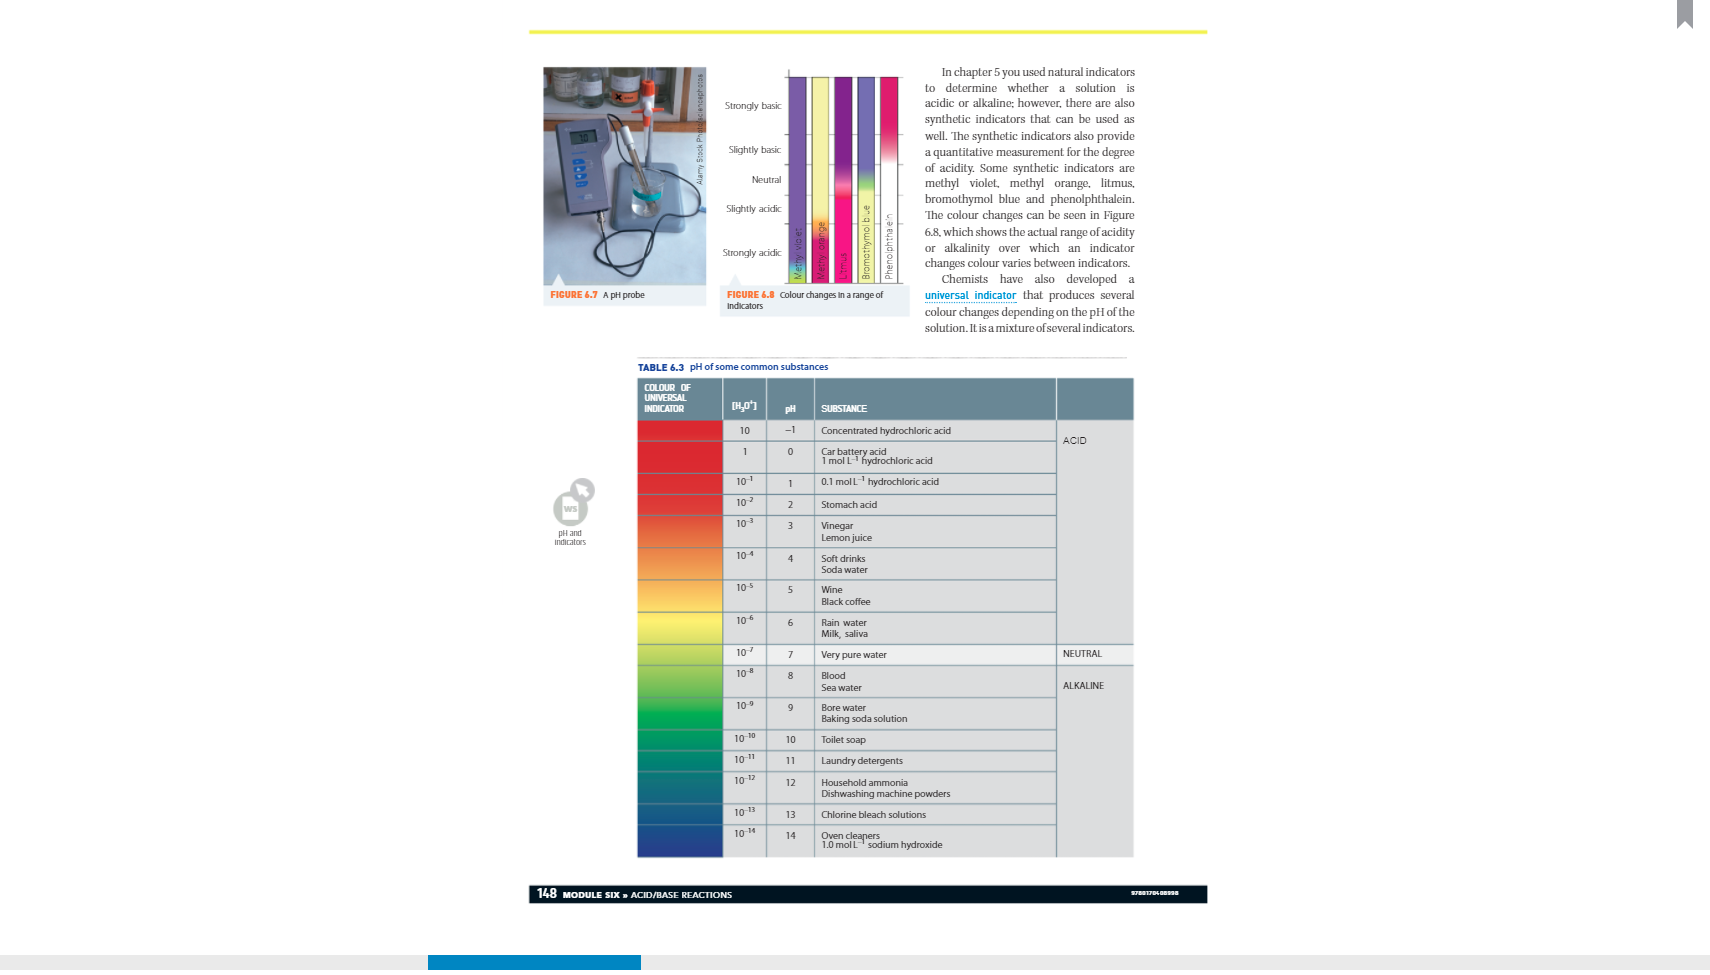 Alamy Stock Photo/sciencephotos
FIGURE 6.7 A pH probe
Strongly basic
Slightly basic
Neutral
Slightly acidic
Strongly acidic
Methyl violet
Methyl orange
Litmus
Bromothymol blue
Phenolphthalein
FIGURE 6.8 Colour changes in a range of
indicators
In chapter 5 you used natural indicators
to determine whether a solution is
acidic or alkaline; however, there are also
synthetic indicators that can be used as
well. The synthetic indicators also provide
a quantitative measurement for the degree
of acidity. Some synthetic indicators are
methyl violet, methyl orange, litmus,
bromothymol blue and phenolphthalein.
The colour changes can be seen in Figure
6.8, which shows the actual range of acidity
or alkalinity over which an indicator
changes colour varies between indicators.
Chemists have also developed a
universal indicator that produces several
colour changes depending on the pH of the
solution. It is a mixture of several indicators.
WS
pH and
indicators
TABLE 6.3 pH of some common substances
COLOUR OF
UNIVERSAL
INDICATOR [H₃O⁺] pH SUBSTANCE
10 −1 Concentrated hydrochloric acid
ACID
1 0 Car battery acid
1 mol L⁻¹ hydrochloric acid
10⁻¹ 1 0.1 mol L⁻¹ hydrochloric acid
10⁻² 2 Stomach acid
10⁻³ 3 Vinegar
Lemon juice
10⁻⁴ 4 Soft drinks
Soda water
10⁻⁵ 5 Wine
Black coffee
10⁻⁶ 6 Rain water
Milk, saliva
10⁻⁷ 7 Very pure water NEUTRAL
10⁻⁸ 8 Blood
Sea water
ALKALINE
10⁻⁹ 9 Bore water
Baking soda solution
10⁻¹⁰ 10 Toilet soap
10⁻¹¹ 11 Laundry detergents
10⁻¹² 12 Household ammonia
Dishwashing machine powders
10⁻¹³ 13 Chlorine bleach solutions
10⁻¹⁴ 14 Oven cleaners
1.0 mol L⁻¹ sodium hydroxide
148 MODULE SIX » ACID/BASE REACTIONS
9780170408998